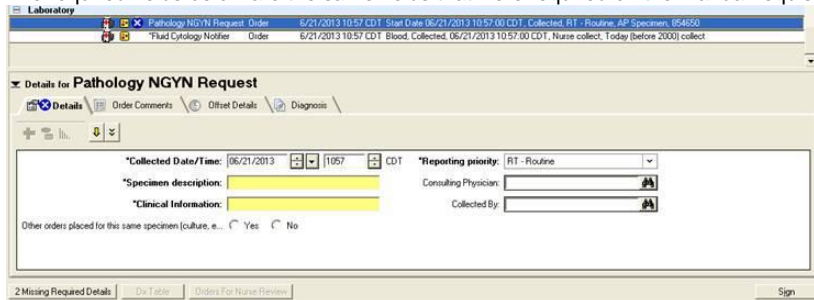 Laboratory
Pathology NGYN Request Order 6/21/2013 10:57 CDT Start Date 06/21/2013 10:57:00 CDT, Collected, RT - Routine, AP Specimen, 854650
"Fluid Cytology Notifier Order 6/21/2013 10:57 CDT Blood, Collected, 06/21/2013 10:57:00 CDT, Nurse collect, Today (before 2000) collect
Details for Pathology NGYN Request
Details Order Comments Offset Details Diagnosis
*Collected Date/Time: 06/21/2013 1057 CDT *Reporting priority: RT - Routine
*Specimen description: Consulting Physician:
*Clinical Information: Collected By:
Other orders placed for this same specimen (culture, e... Yes No
2 Missing Required Details Dx Table Orders For Nurse Review Sign